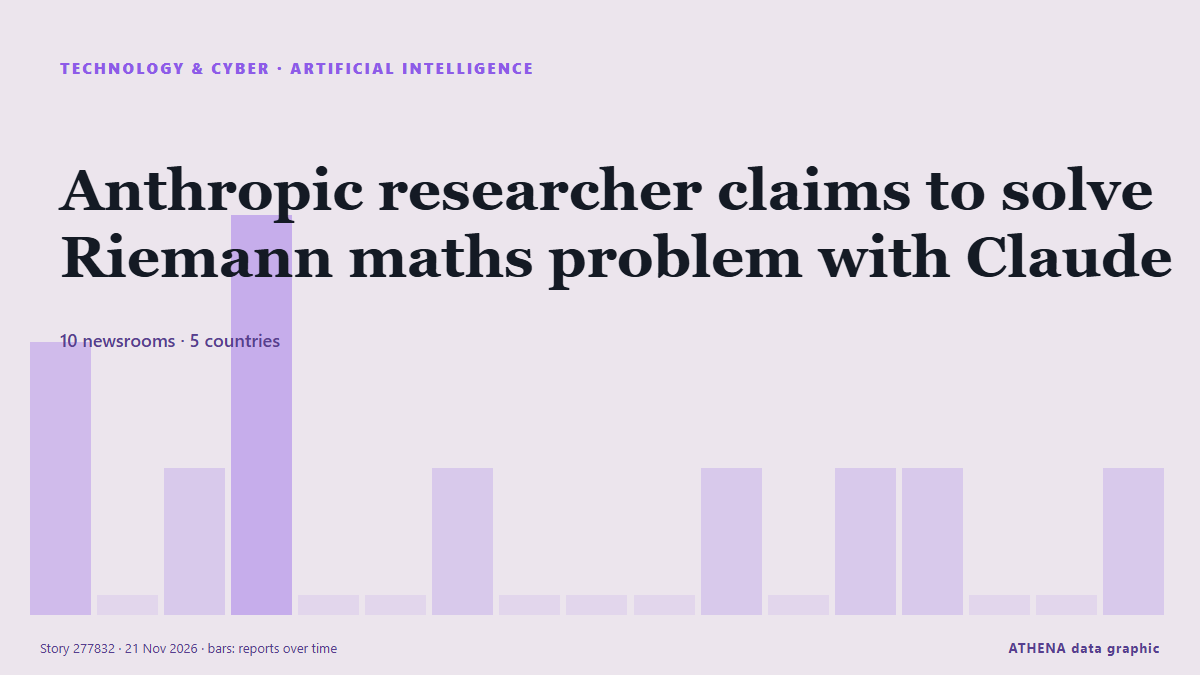 TECHNOLOGY & CYBER · ARTIFICIAL INTELLIGENCE
Anthropic researcher claims to solve
Riemann maths problem with Claude
10 newsrooms · 5 countries
Story 277832 · 21 Nov 2026 · bars: reports over time
ATHENA data graphic